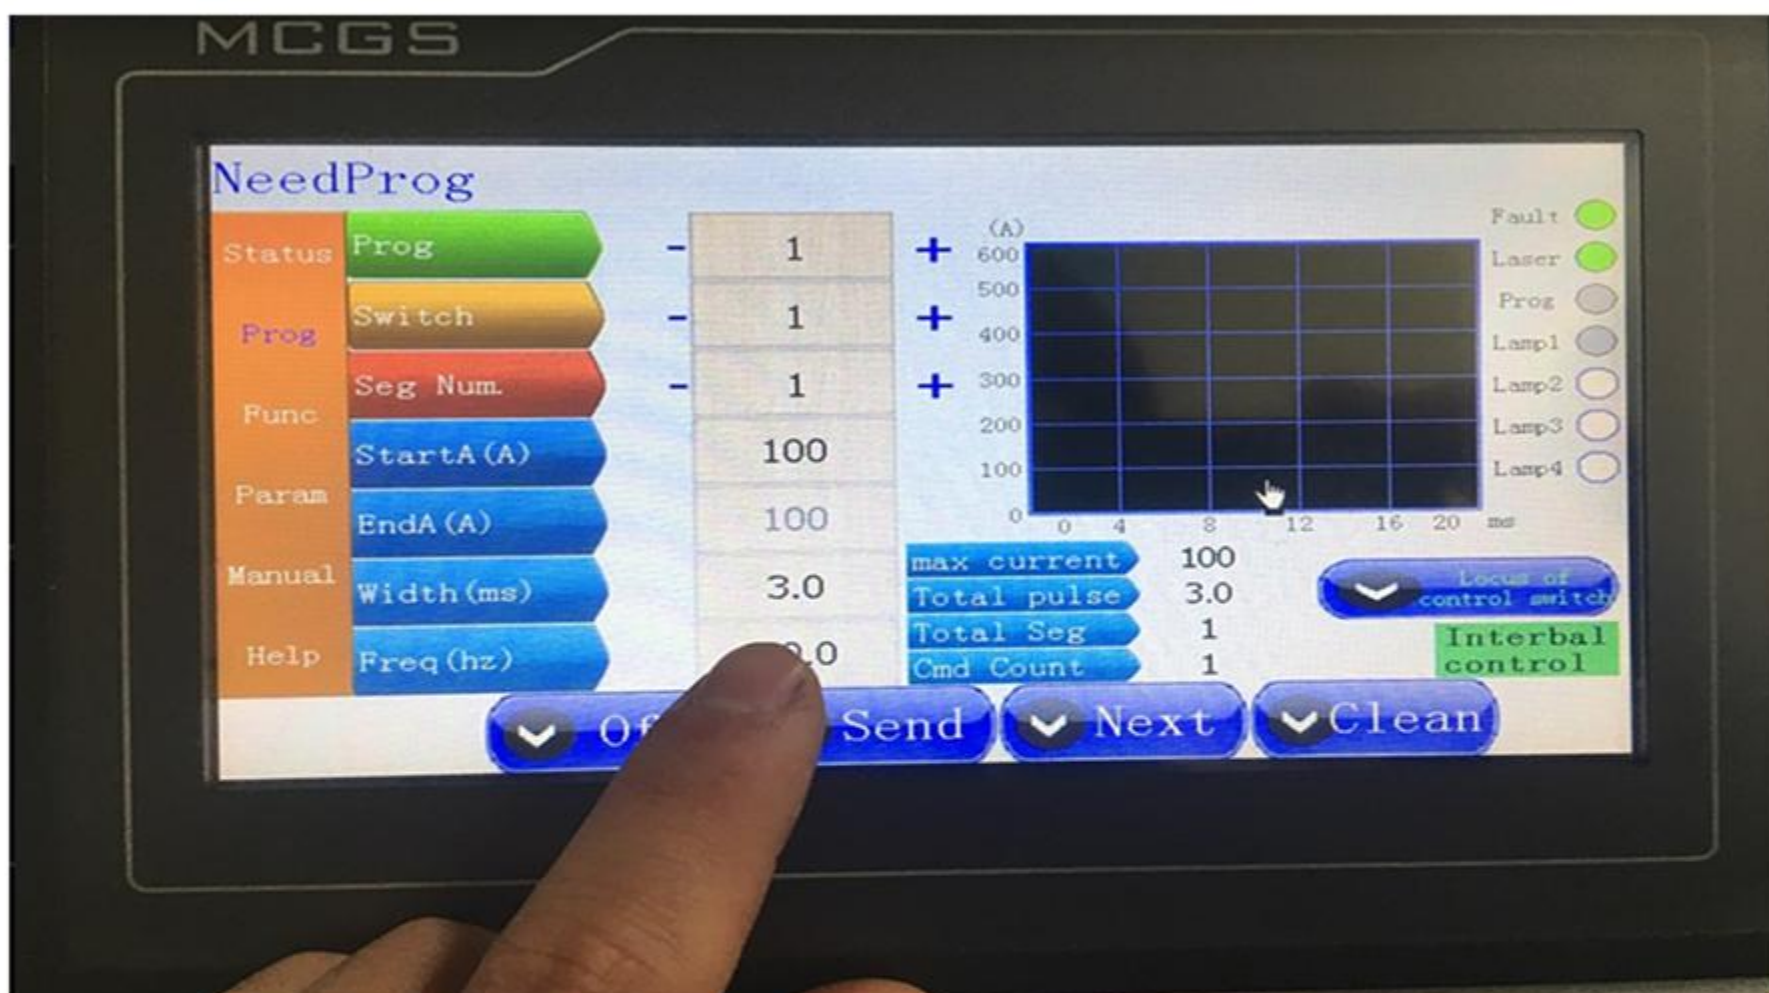 MCGS
NeedProg
Status
Prog
Func
Param
Manual
Help
Prog - 1 +
Switch - 1 +
Seg Num. - 1 +
StartA(A) 100
EndA(A) 100
Width(ms) 3.0
Freq(hz) .0
(A)
600
500
400
300
200
100
0
0 4 8 12 16 20 ms
Fault
Laser
Prog
Lamp1
Lamp2
Lamp3
Lamp4
max current 100
Total pulse 3.0
Total Seg 1
Cmd Count 1
Locus of
control switch
Interbal
control
Send
Next
Clean